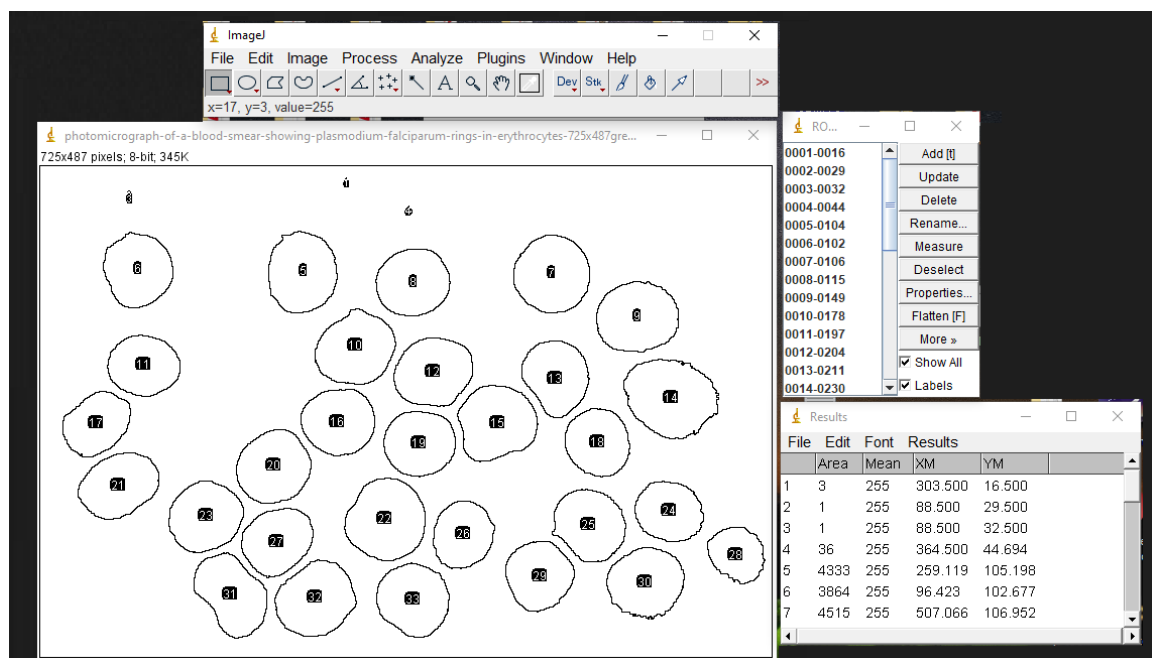 ImageJ
File Edit Image Process Analyze Plugins Window Help
A Dev Stk >>
x=17, y=3, value=255
photomicrograph-of-a-blood-smear-showing-plasmodium-falciparum-rings-in-erythrocytes-725x487gre...
725x487 pixels; 8-bit; 345K
1
3
4
6
5
8
7
9
10
11
12
13
14
17
16
15
19
18
20
21
22
23
24
25
26
27
28
29
30
31
32
33
RO...
0001-0016
0002-0029
0003-0032
0004-0044
0005-0104
0006-0102
0007-0106
0008-0115
0009-0149
0010-0178
0011-0197
0012-0204
0013-0211
0014-0230
Add [t]
Update
Delete
Rename...
Measure
Deselect
Properties...
Flatten [F]
More »
Show All
Labels
Results
File Edit Font Results
Area Mean XM YM
1 3 255 303.500 16.500
2 1 255 88.500 29.500
3 1 255 88.500 32.500
4 36 255 364.500 44.694
5 4333 255 259.119 105.198
6 3864 255 96.423 102.677
7 4515 255 507.066 106.952